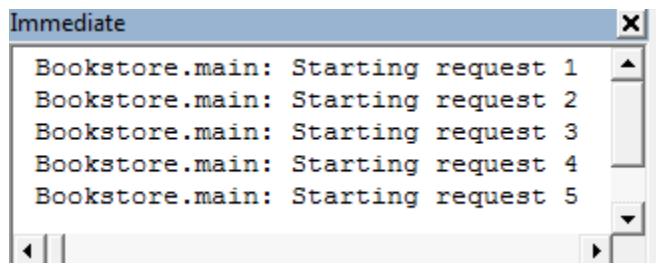 Immediate
Bookstore.main: Starting request 1
Bookstore.main: Starting request 2
Bookstore.main: Starting request 3
Bookstore.main: Starting request 4
Bookstore.main: Starting request 5